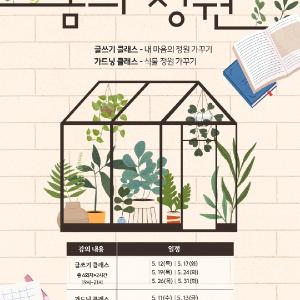 정원
글쓰기 클래스 - 내 마음의 정원 가꾸기
가드닝 클래스 - 식물 정원 가꾸기
강의 내용 일정
글쓰기 클래스 5. 12(목) | 5. 17(화)
5. 19(목) | 5. 24(화)
5. 26(목) | 5. 31(화)
가드닝 클래스 5. 11(수) | 5. 13(금)